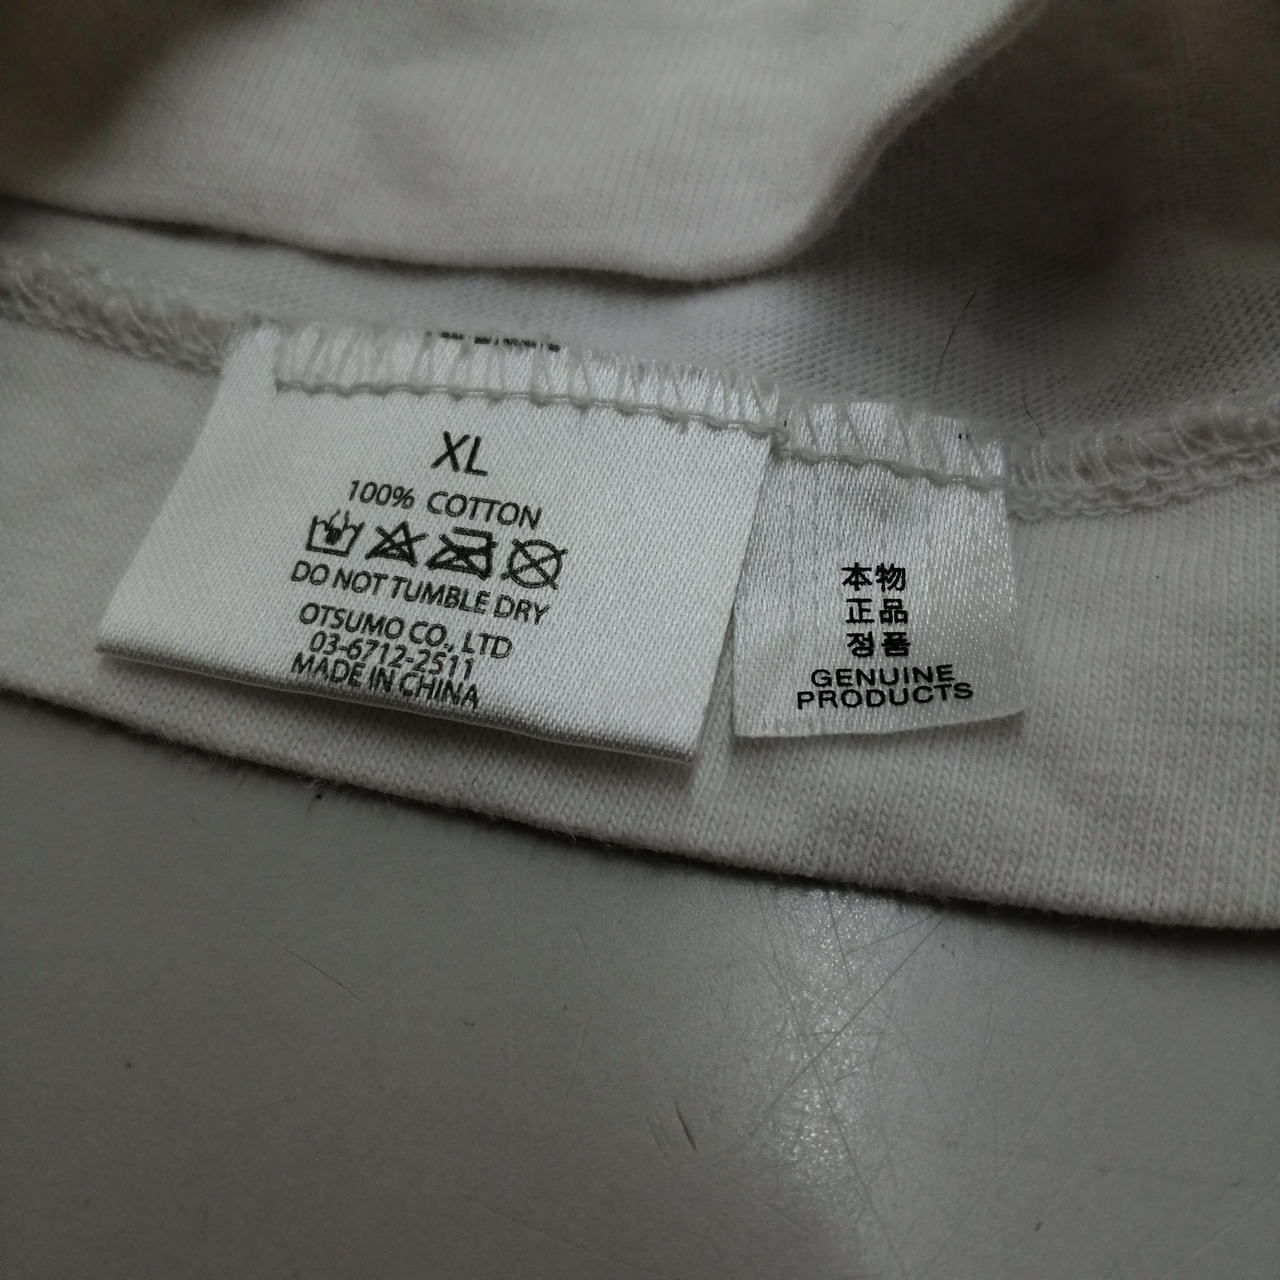 XL
100% COTTON
DO NOT TUMBLE DRY
OTSUMO CO., LTD
03-6712-2511
MADE IN CHINA
本物
正品
정품
GENUINE
PRODUCTS